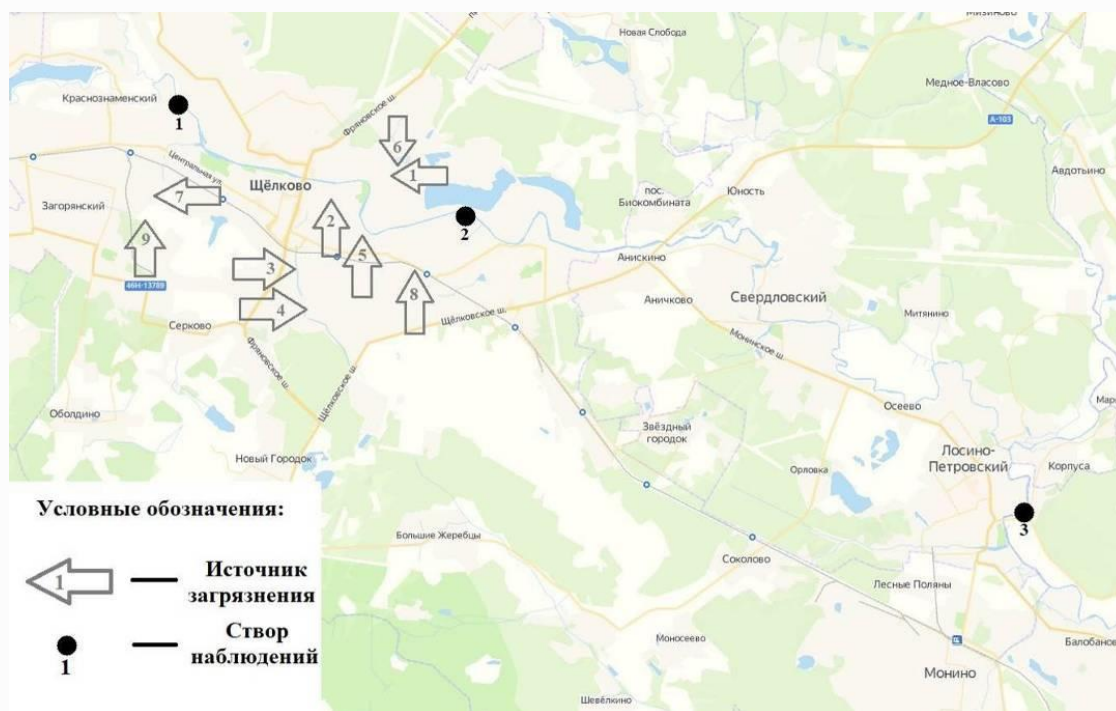 Мизиново
Новая Слобода
Медное-Власово
Краснознаменский
Фряновское ш.
А-103
1
6
Центральная ул.
1
Щёлково
7
Авдотьино
пос.
Биокомбината
Юность
Загорянский
2
2
9
5
3
Анискино
46Н-13789
8
Аничково
Свердловский
4
Щёлковское ш.
Митянино
Серково
Фряновское ш.
Монинское ш.
Щёлковское ш.
Осеево
Оболдино
Звёздный
городок
Лосино-
Петровский
Новый Городок
Орловка
Корпуса
Условные обозначения:
3
Большие Жеребцы
Соколово
1
Источник
загрязнения
Лесные Поляны
Створ
наблюдений
1
Моносеево
Балобаново
Монино
Шевёлкино